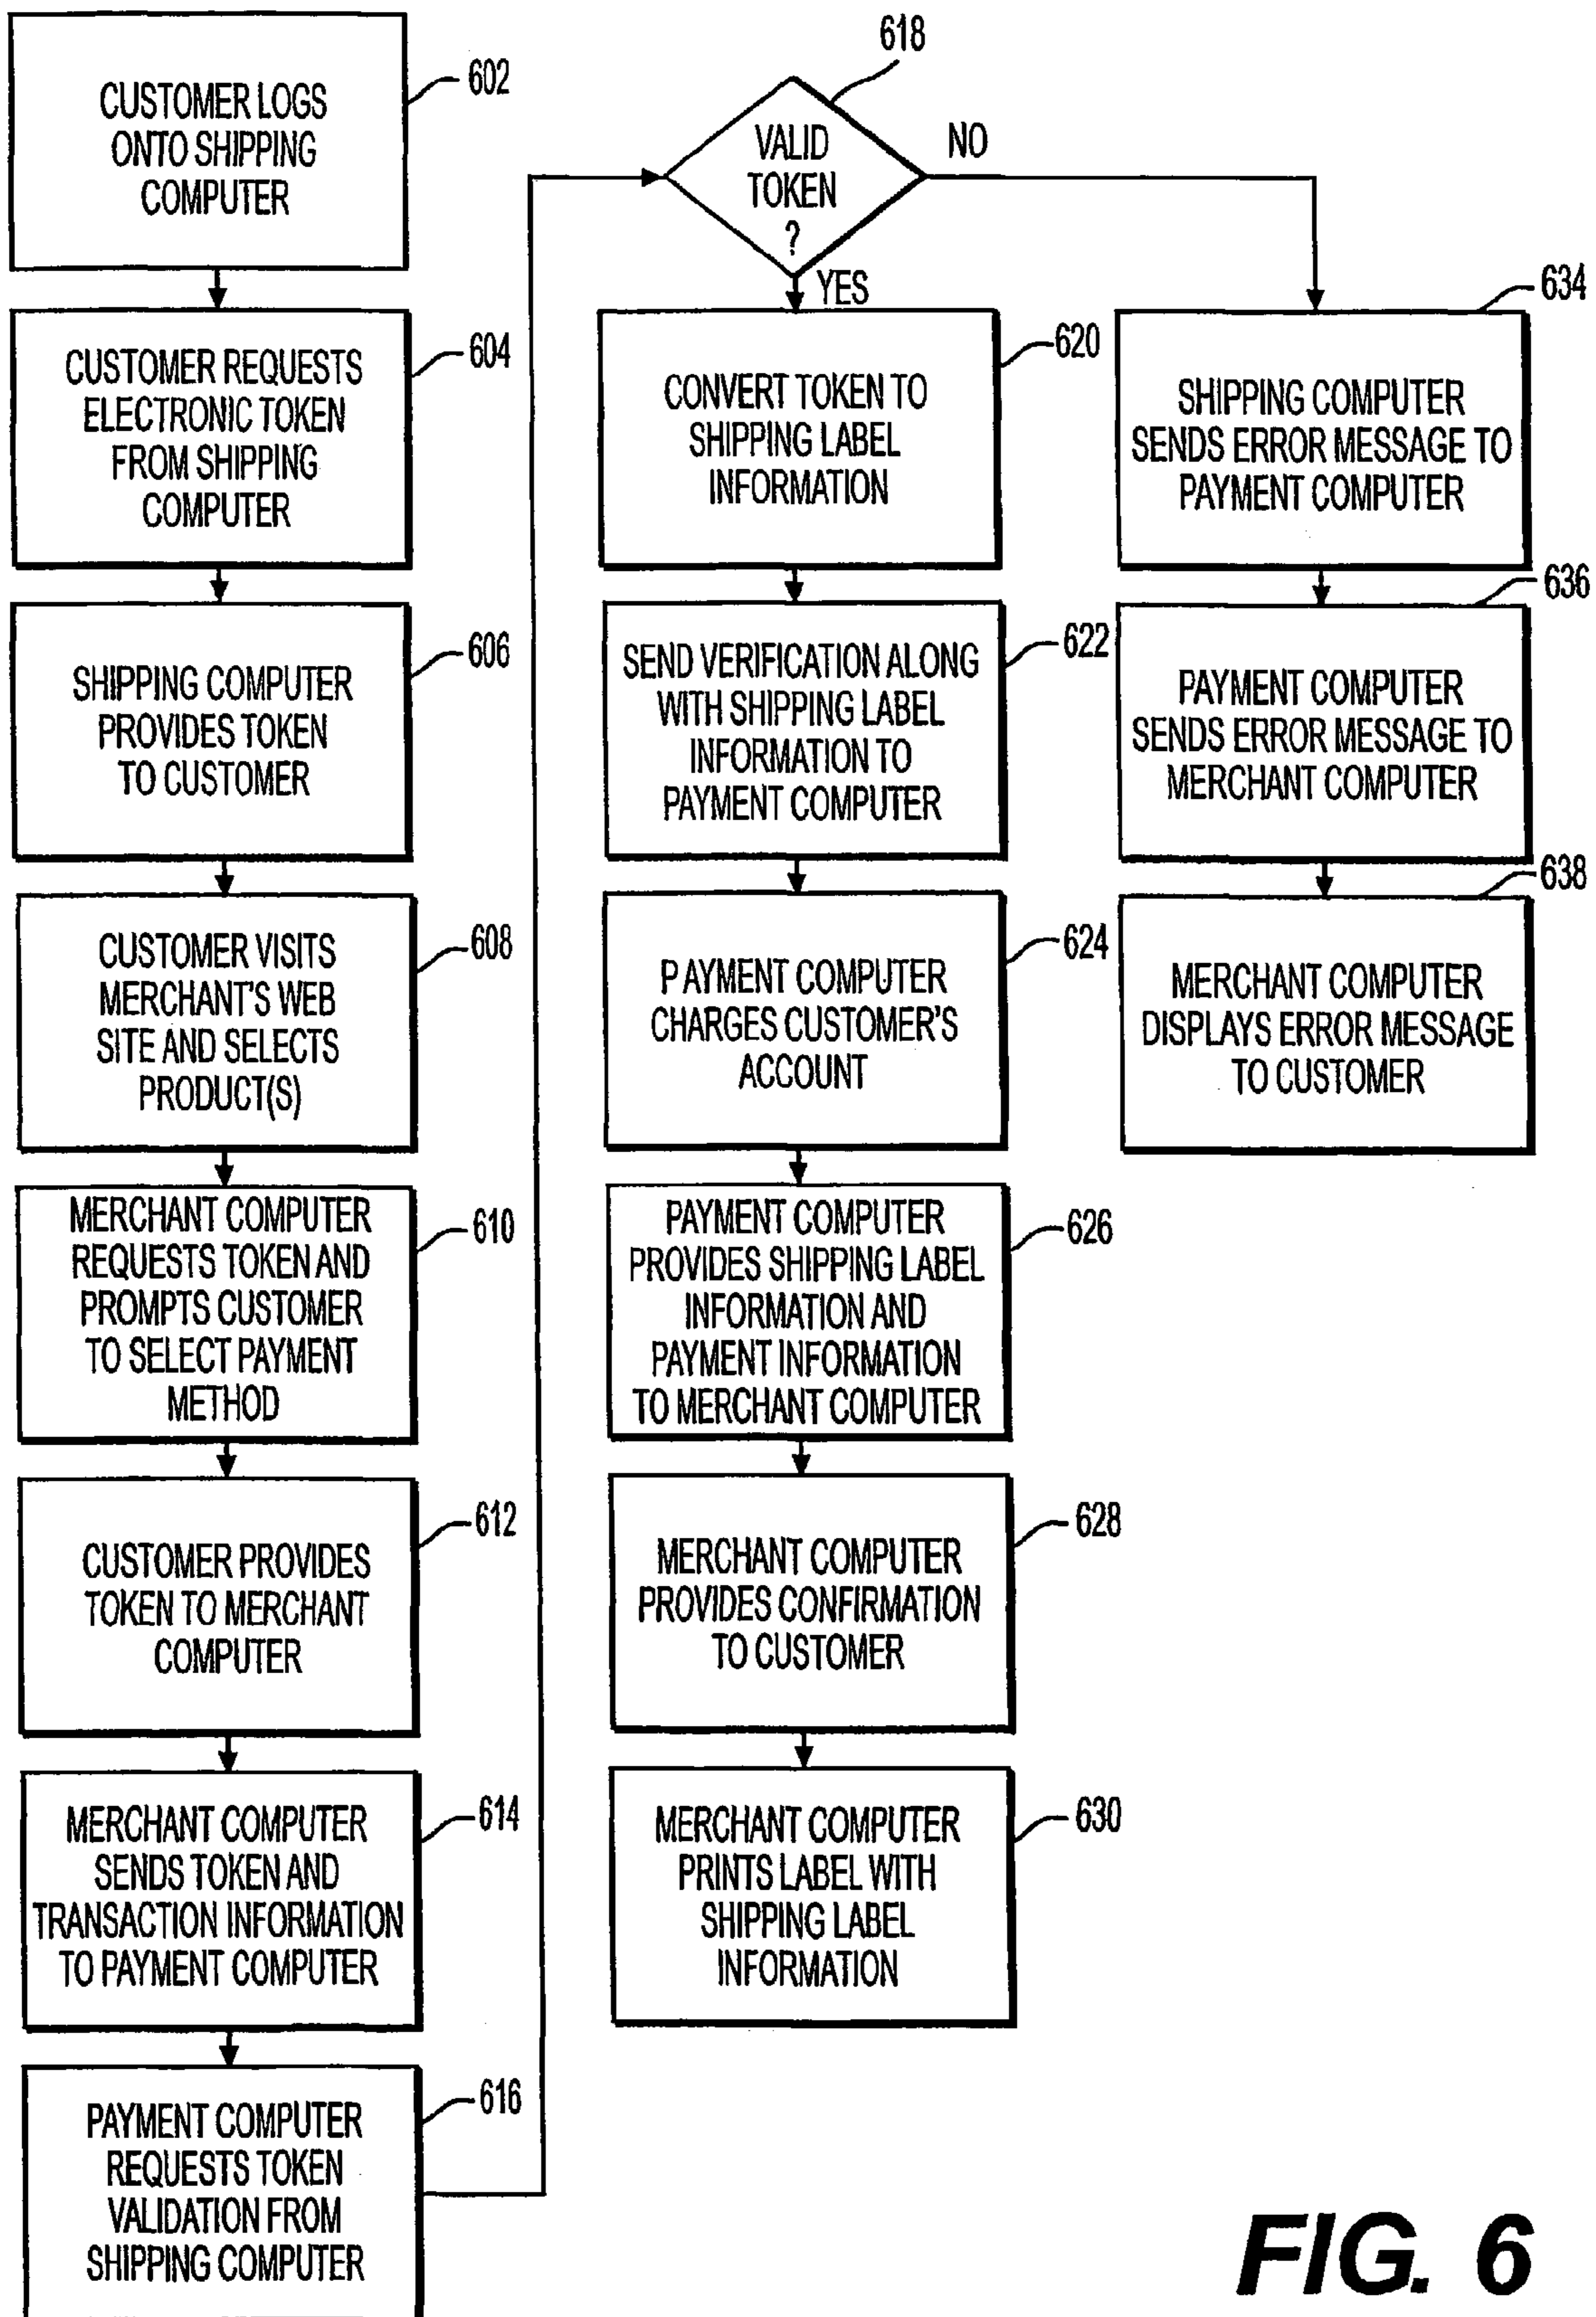 CUSTOMER LOGS
ONTO SHIPPING
COMPUTER
602
CUSTOMER REQUESTS
ELECTRONIC TOKEN
FROM SHIPPING
COMPUTER
604
SHIPPING COMPUTER
PROVIDES TOKEN
TO CUSTOMER
606
CUSTOMER VISITS
MERCHANT'S WEB
SITE AND SELECTS
PRODUCT(S)
608
MERCHANT COMPUTER
REQUESTS TOKEN AND
PROMPTS CUSTOMER
TO SELECT PAYMENT
METHOD
610
CUSTOMER PROVIDES
TOKEN TO MERCHANT
COMPUTER
612
MERCHANT COMPUTER
SENDS TOKEN AND
TRANSACTION INFORMATION
TO PAYMENT COMPUTER
614
PAYMENT COMPUTER
REQUESTS TOKEN
VALIDATION FROM
SHIPPING COMPUTER
616
618
VALID
TOKEN
?
NO
YES
CONVERT TOKEN TO
SHIPPING LABEL
INFORMATION
620
SEND VERIFICATION ALONG
WITH SHIPPING LABEL
INFORMATION TO
PAYMENT COMPUTER
622
PAYMENT COMPUTER
CHARGES CUSTOMER'S
ACCOUNT
624
PAYMENT COMPUTER
PROVIDES SHIPPING LABEL
INFORMATION AND
PAYMENT INFORMATION
TO MERCHANT COMPUTER
626
MERCHANT COMPUTER
PROVIDES CONFIRMATION
TO CUSTOMER
628
MERCHANT COMPUTER
PRINTS LABEL WITH
SHIPPING LABEL
INFORMATION
630
634
SHIPPING COMPUTER
SENDS ERROR MESSAGE TO
PAYMENT COMPUTER
636
PAYMENT COMPUTER
SENDS ERROR MESSAGE TO
MERCHANT COMPUTER
638
MERCHANT COMPUTER
DISPLAYS ERROR MESSAGE
TO CUSTOMER
FIG. 6